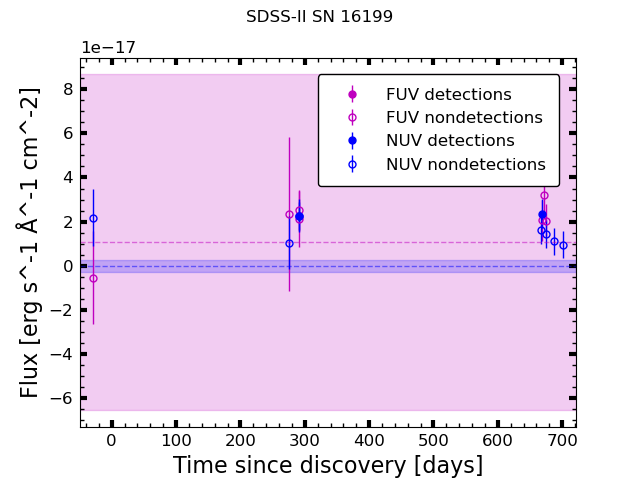 SDSS-II SN 16199
1e−17
FUV detections
FUV nondetections
NUV detections
NUV nondetections
8
6
4
2
0
−2
−4
−6
Flux [erg s^-1 Å^-1 cm^-2]
0 100 200 300 400 500 600 700
Time since discovery [days]